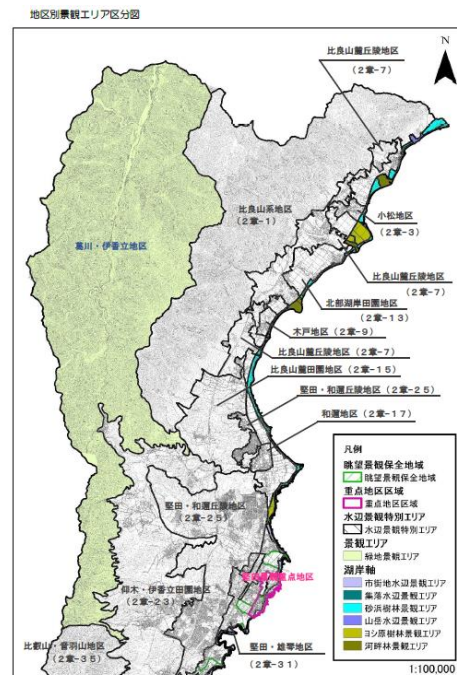 地区別景観エリア区分図
N
比良山麓丘陵地区
(2章-7)
比良山系地区
(2章-1)
小松地区
(2章-3)
葛川・伊香立地区
比良山麓丘陵地区
(2章-7)
北部湖岸田園地区
(2章-13)
木戸地区(2章-9)
比良山麓丘陵地区(2章-7)
比良山麓田園地区(2章-15)
堅田・和邇丘陵地区(2章-25)
和邇地区(2章-17)
堅田・和邇丘陵地区
(2章-25)
仰木・伊香立田園地区
(2章-23)
比叡山・音羽山地区
(2章-35)
堅田・雄琴地区
(2章-31)
重点地区
凡例
眺望景観保全地域
眺望景観保全地域
重点地区区域
重点地区区域
水辺景観特別エリア
水辺景観特別エリア
景観エリア
緑地景観エリア
湖岸軸
市街地水辺景観エリア
集落水辺景観エリア
砂浜樹林景観エリア
山岳水辺景観エリア
ヨシ原樹林景観エリア
河畔林景観エリア
1:100,000